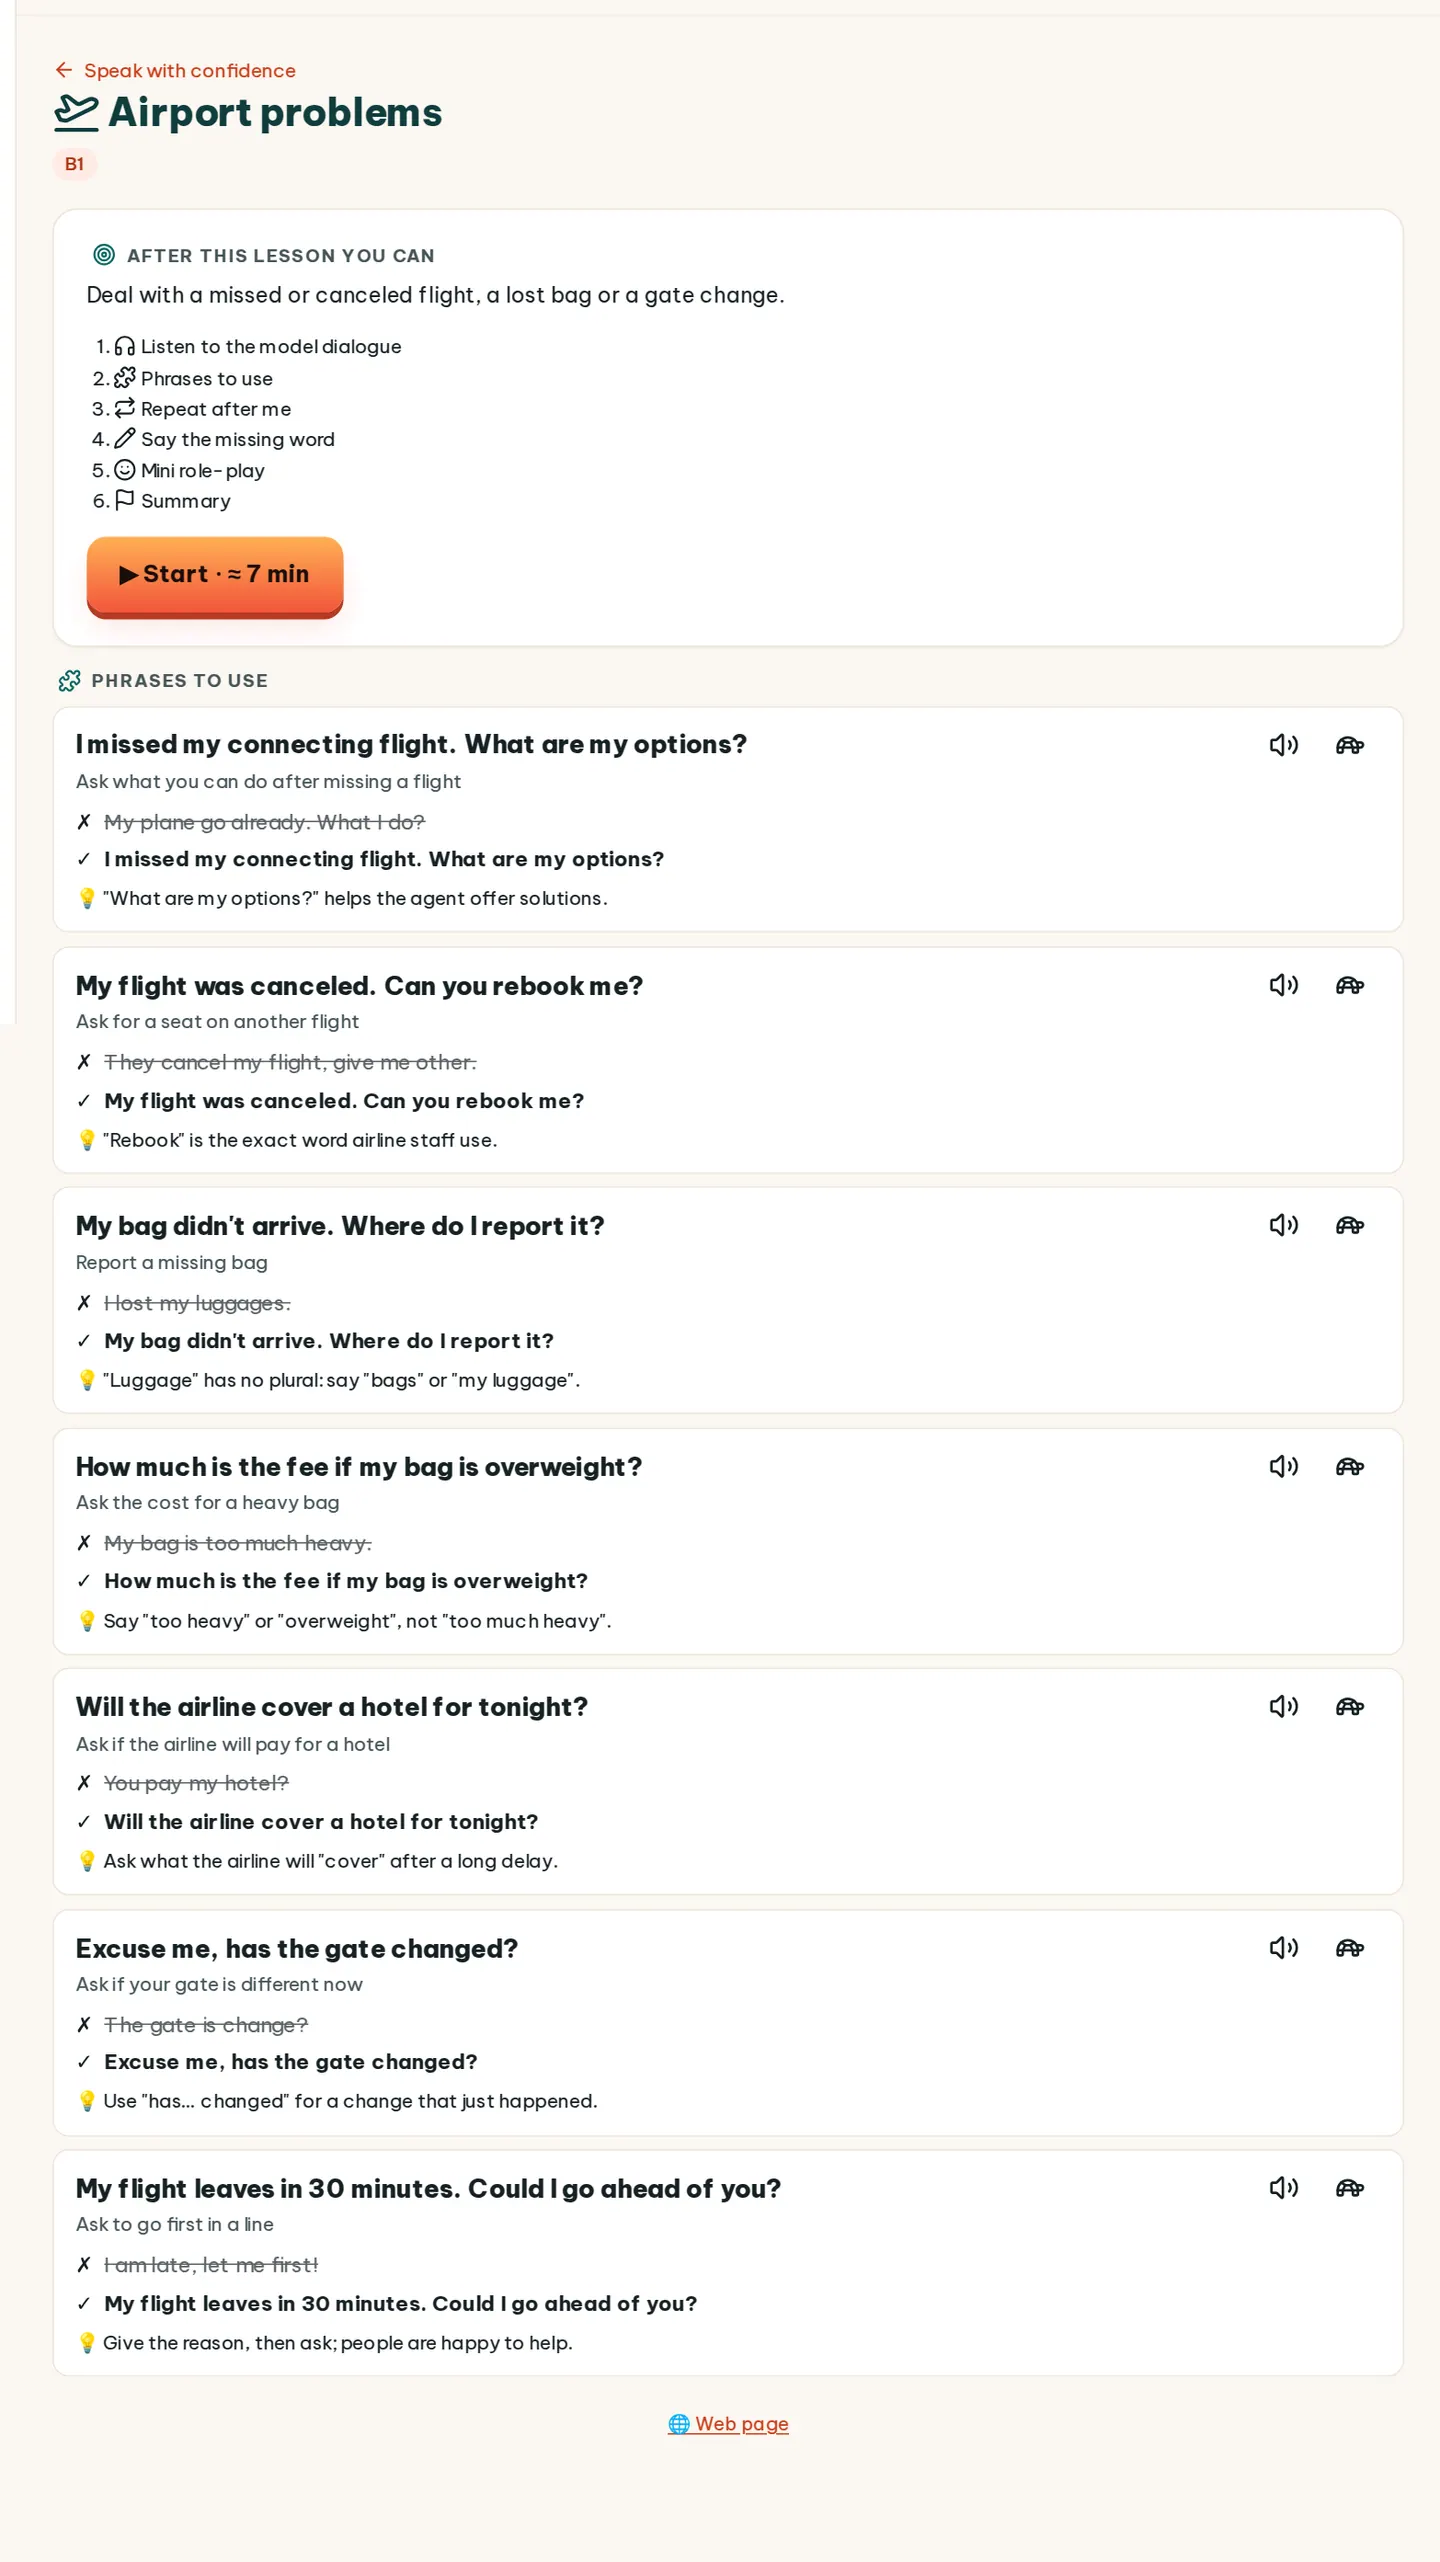 ← Speak with confidence
Airport problems
B1
AFTER THIS LESSON YOU CAN
Deal with a missed or canceled flight, a lost bag or a gate change.
1. Listen to the model dialogue
2. Phrases to use
3. Repeat after me
4. Say the missing word
5. Mini role-play
6. Summary
▶ Start · ≈ 7 min
PHRASES TO USE
I missed my connecting flight. What are my options?
Ask what you can do after missing a flight
✗ My plane go already. What I do?
✓ I missed my connecting flight. What are my options?
💡 "What are my options?" helps the agent offer solutions.
My flight was canceled. Can you rebook me?
Ask for a seat on another flight
✗ They cancel my flight, give me other.
✓ My flight was canceled. Can you rebook me?
💡 "Rebook" is the exact word airline staff use.
My bag didn't arrive. Where do I report it?
Report a missing bag
✗ I lost my luggages.
✓ My bag didn't arrive. Where do I report it?
💡 "Luggage" has no plural: say "bags" or "my luggage".
How much is the fee if my bag is overweight?
Ask the cost for a heavy bag
✗ My bag is too much heavy.
✓ How much is the fee if my bag is overweight?
💡 Say "too heavy" or "overweight", not "too much heavy".
Will the airline cover a hotel for tonight?
Ask if the airline will pay for a hotel
✗ You pay my hotel?
✓ Will the airline cover a hotel for tonight?
💡 Ask what the airline will "cover" after a long delay.
Excuse me, has the gate changed?
Ask if your gate is different now
✗ The gate is change?
✓ Excuse me, has the gate changed?
💡 Use "has... changed" for a change that just happened.
My flight leaves in 30 minutes. Could I go ahead of you?
Ask to go first in a line
✗ I am late, let me first!
✓ My flight leaves in 30 minutes. Could I go ahead of you?
💡 Give the reason, then ask; people are happy to help.
🌐 Web page